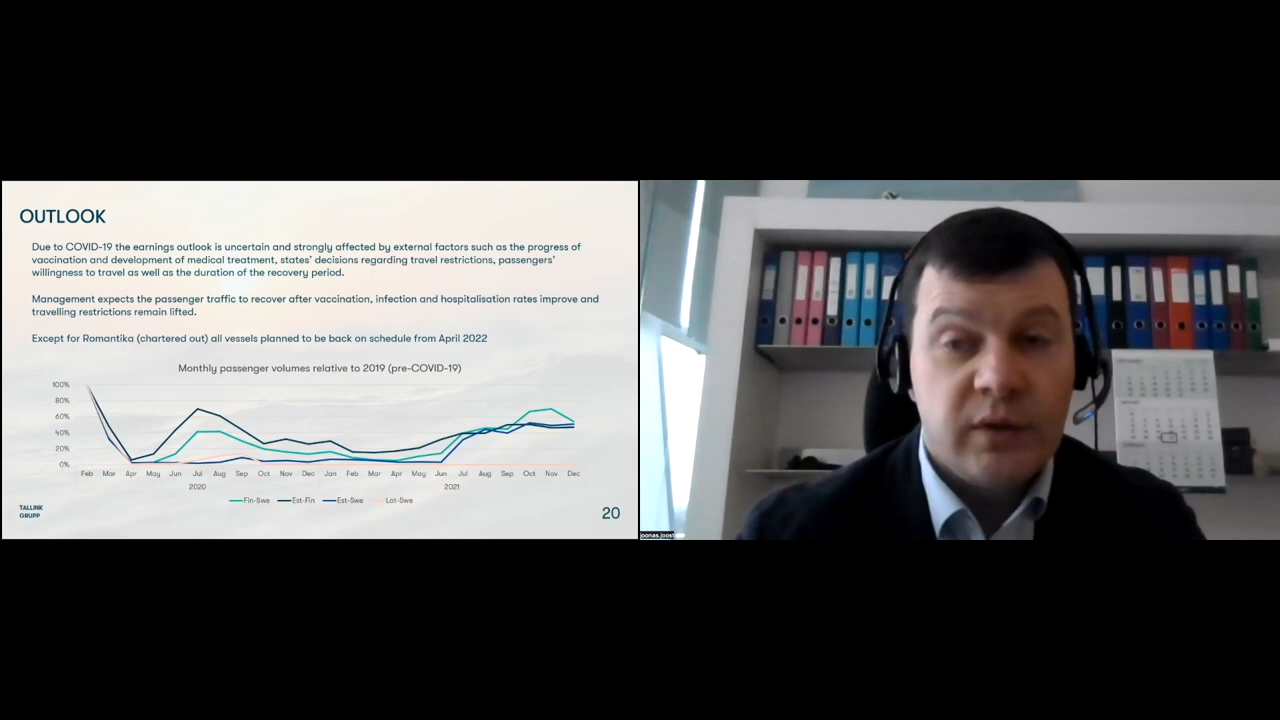 OUTLOOK
Due to COVID-19 the earnings outlook is uncertain and strongly affected by external factors such as the progress of
vaccination and development of medical treatment, states' decisions regarding travel restrictions, passengers'
willingness to travel as well as the duration of the recovery period.
Management expects the passenger traffic to recover after vaccination, infection and hospitalisation rates improve and
travelling restrictions remain lifted.
Except for Romantika (chartered out) all vessels planned to be back on schedule from April 2022
Monthly passenger volumes relative to 2019 (pre-COVID-19)
100%
80%
60%
40%
20%
0%
Feb Mar Apr May Jun Jul Aug Sep Oct Nov Dec Jan Feb Mar Apr May Jun Jul Aug Sep Oct Nov Dec
2020 2021
Fin-Swe Est-Fin Est-Swe Lat-Swe
TALLINK
GRUPP
20
joonas.joost